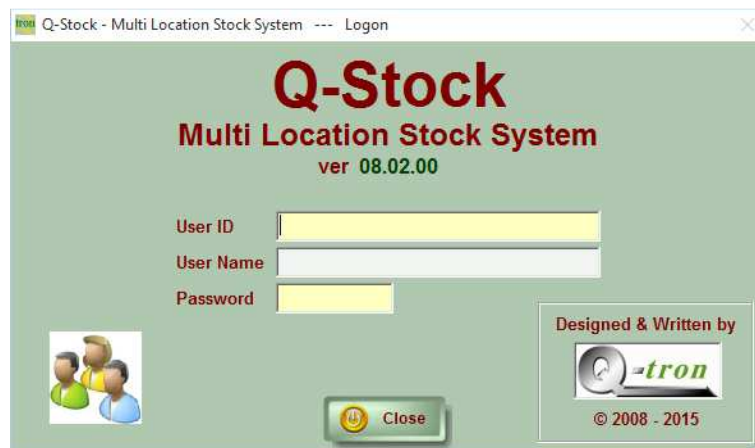 tron Q-Stock - Multi Location Stock System --- Logon
Q-Stock
Multi Location Stock System
ver 08.02.00
User ID
User Name
Password
Designed & Written by
Q-tron
© 2008 - 2015
Close